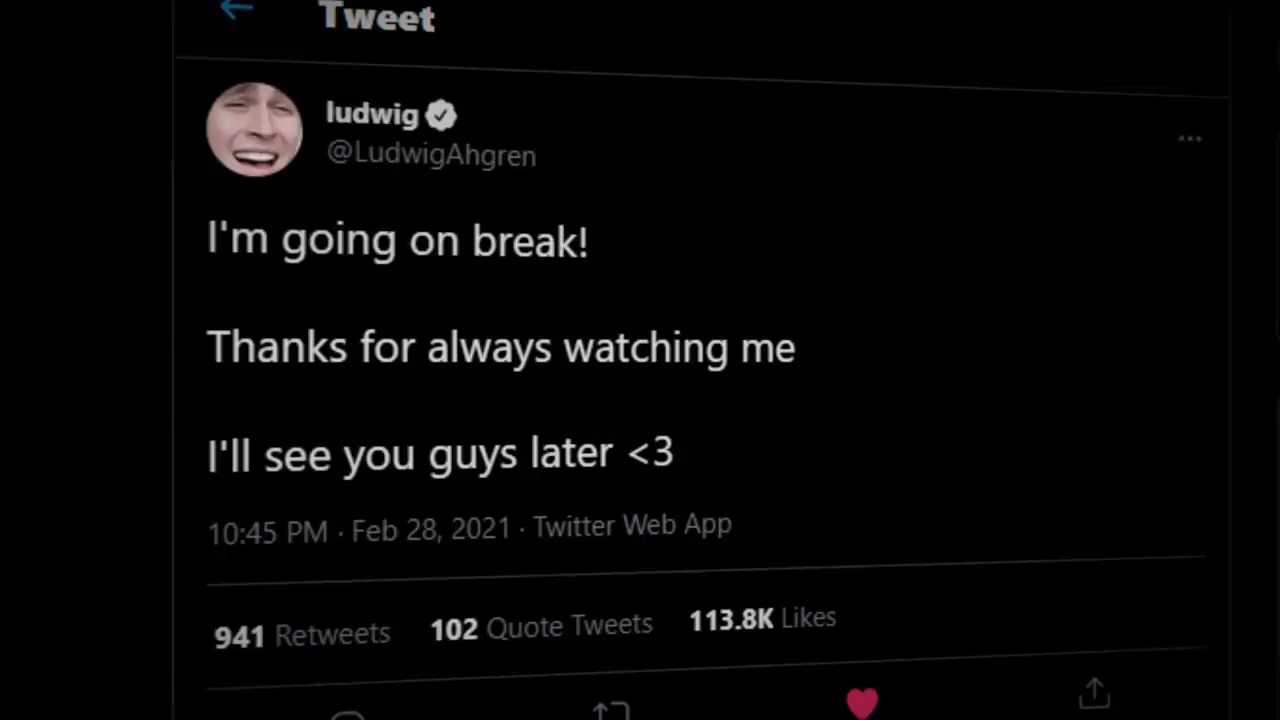 Tweet
ludwig
@LudwigAhgren
I'm going on break!
Thanks for always watching me
I'll see you guys later <3
10:45 PM · Feb 28, 2021 · Twitter Web App
941 Retweets 102 Quote Tweets 113.8K Likes